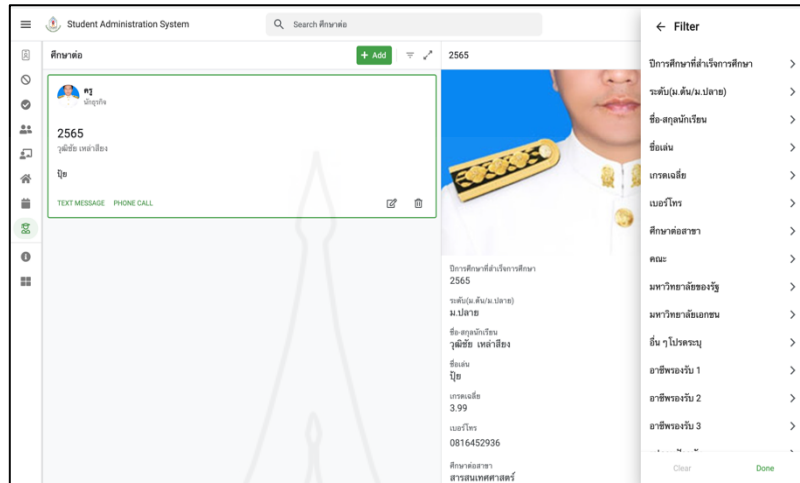 Student Administration System
Search ศึกษาต่อ
ศึกษาต่อ
+ Add
ครู
นักธุรกิจ
2565
วุฒิชัย เหล่าสียง
ปุ้ย
TEXT MESSAGE PHONE CALL
2565
ปีการศึกษาที่สำเร็จการศึกษา
2565
ระดับ(ม.ต้น/ม.ปลาย)
ม.ปลาย
ชื่อ-สกุลนักเรียน
วุฒิชัย เหล่าสียง
ชื่อเล่น
ปุ้ย
เกรดเฉลี่ย
3.99
เบอร์โทร
0816452936
ศึกษาต่อสาขา
สารสนเทศศาสตร์
Filter
ปีการศึกษาที่สำเร็จการศึกษา
ระดับ(ม.ต้น/ม.ปลาย)
ชื่อ-สกุลนักเรียน
ชื่อเล่น
เกรดเฉลี่ย
เบอร์โทร
ศึกษาต่อสาขา
คณะ
มหาวิทยาลัยของรัฐ
มหาวิทยาลัยเอกชน
อื่น ๆ โปรดระบุ
อาชีพรองรับ 1
อาชีพรองรับ 2
อาชีพรองรับ 3
Clear
Done